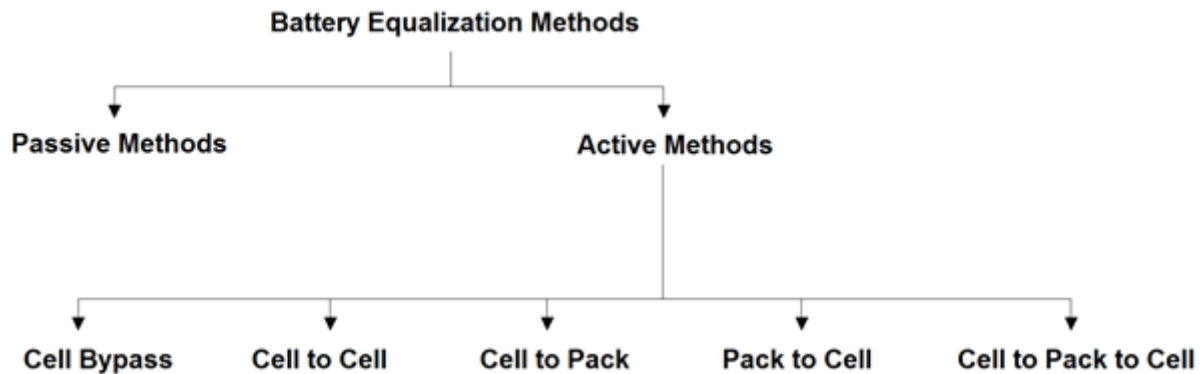 Battery Equalization Methods
Passive Methods
Active Methods
Cell Bypass
Cell to Cell
Cell to Pack
Pack to Cell
Cell to Pack to Cell